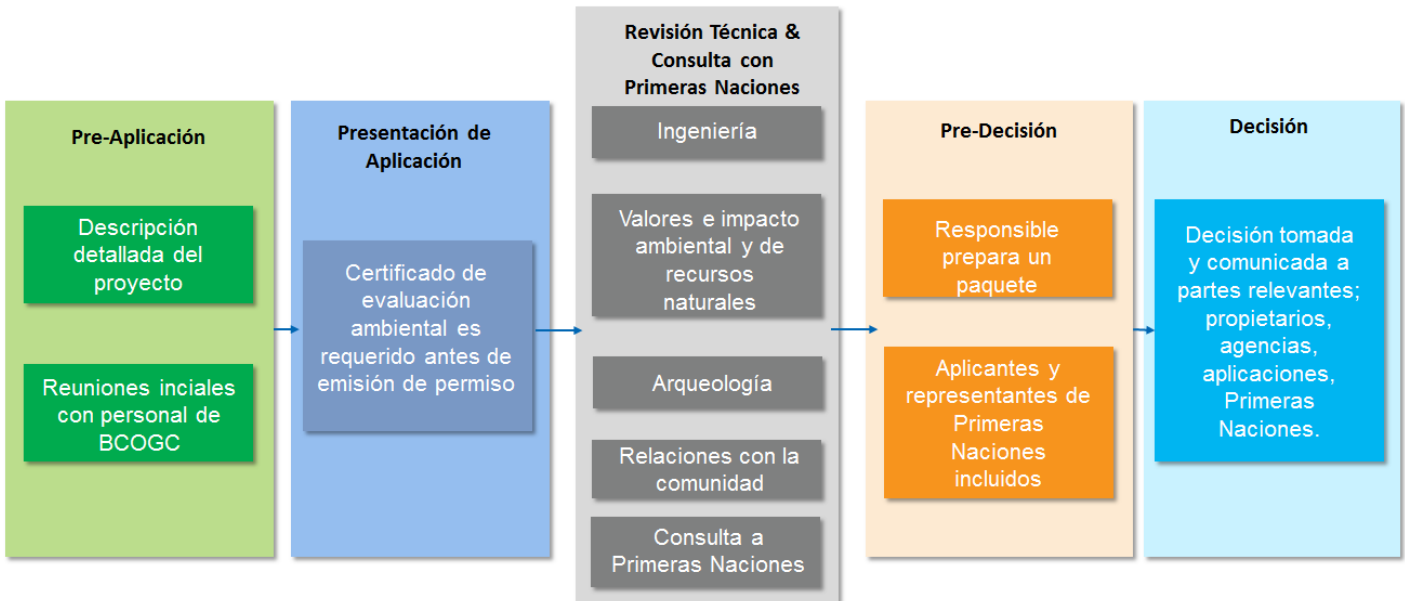 Pre-Aplicación
Descripción
detallada del
proyecto
Reuniones inciales
con personal de
BCOGC
Presentación de
Aplicación
Certificado de
evaluación
ambiental es
requerido antes de
emisión de permiso
Revisión Técnica &
Consulta con
Primeras Naciones
Ingeniería
Valores e impacto
ambiental y de
recursos
naturales
Arqueología
Relaciones con la
comunidad
Consulta a
Primeras Naciones
Pre-Decisión
Responsible
prepara un
paquete
Aplicantes y
representantes de
Primeras
Naciones
incluidos
Decisión
Decisión tomada
y comunicada a
partes relevantes;
propietarios,
agencias,
aplicaciones,
Primeras
Naciones.